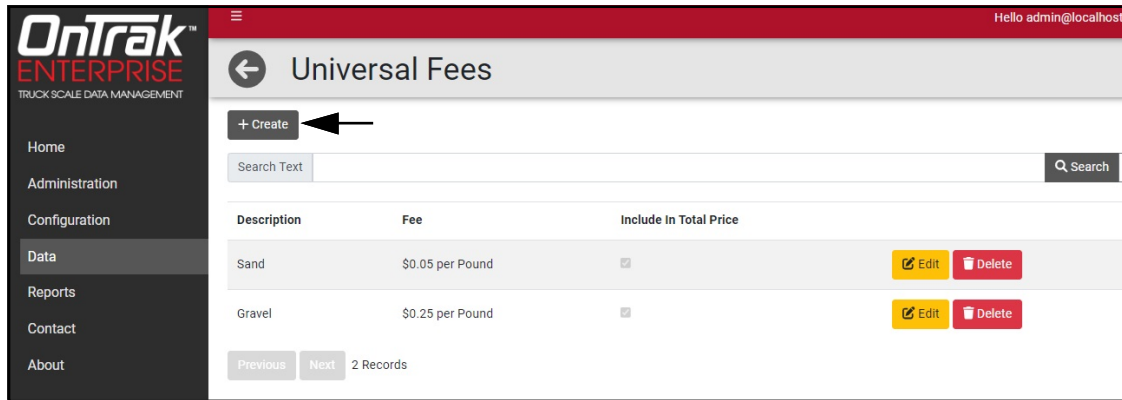 OnTrak™
ENTERPRISE
TRUCK SCALE DATA MANAGEMENT
Home
Administration
Configuration
Data
Reports
Contact
About
Hello admin@localhost
Universal Fees
+ Create
Search Text
Search
Description Fee Include In Total Price
Sand $0.05 per Pound Edit Delete
Gravel $0.25 per Pound Edit Delete
Previous Next 2 Records